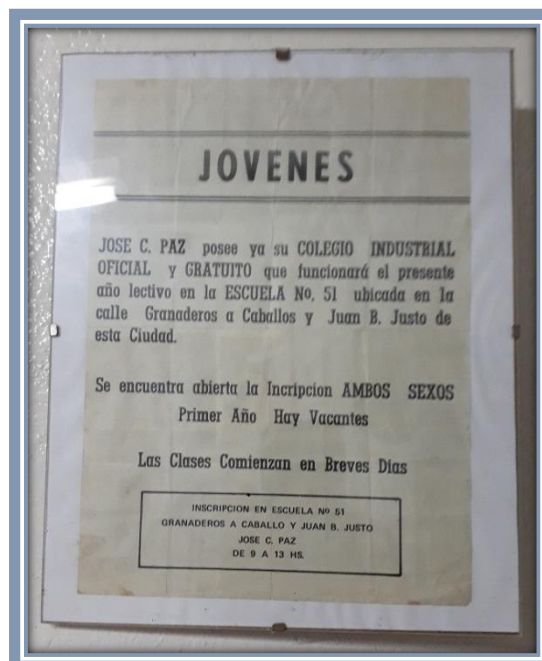 JOVENES
JOSE C. PAZ posee ya su COLEGIO INDUSTRIAL
OFICIAL y GRATUITO que funcionará el presente
año lectivo en la ESCUELA No. 51 ubicada en la
calle Granaderos a Caballos y Juan B. Justo de
esta Ciudad.
Se encuentra abierta la Incripcion AMBOS SEXOS
Primer Año Hay Vacantes
Las Clases Comienzan en Breves Días
INSCRIPCION EN ESCUELA Nº 51
GRANADEROS A CABALLO Y JUAN B. JUSTO
JOSE C. PAZ
DE 9 A 13 HS.